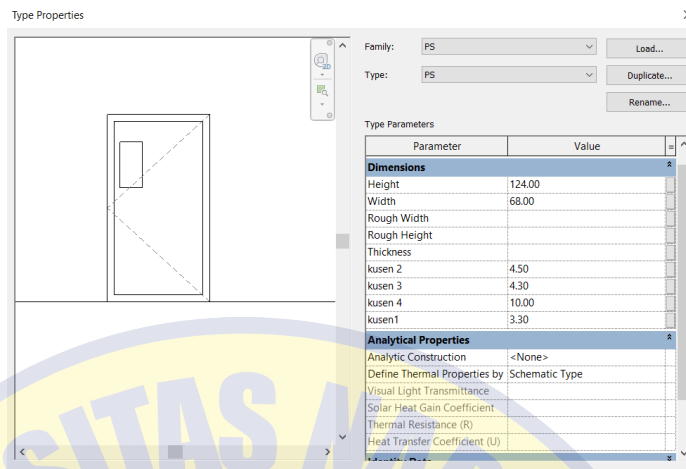 Type Properties
Family: PS Load...
Type: PS Duplicate...
Rename...
Type Parameters
Parameter Value =
Dimensions
Height 124.00
Width 68.00
Rough Width
Rough Height
Thickness
kusen 2 4.50
kusen 3 4.30
kusen 4 10.00
kusen1 3.30
Analytical Properties
Analytic Construction <None>
Define Thermal Properties by Schematic Type
Visual Light Transmittance
Solar Heat Gain Coefficient
Thermal Resistance (R)
Heat Transfer Coefficient (U)
Identity Data
2D